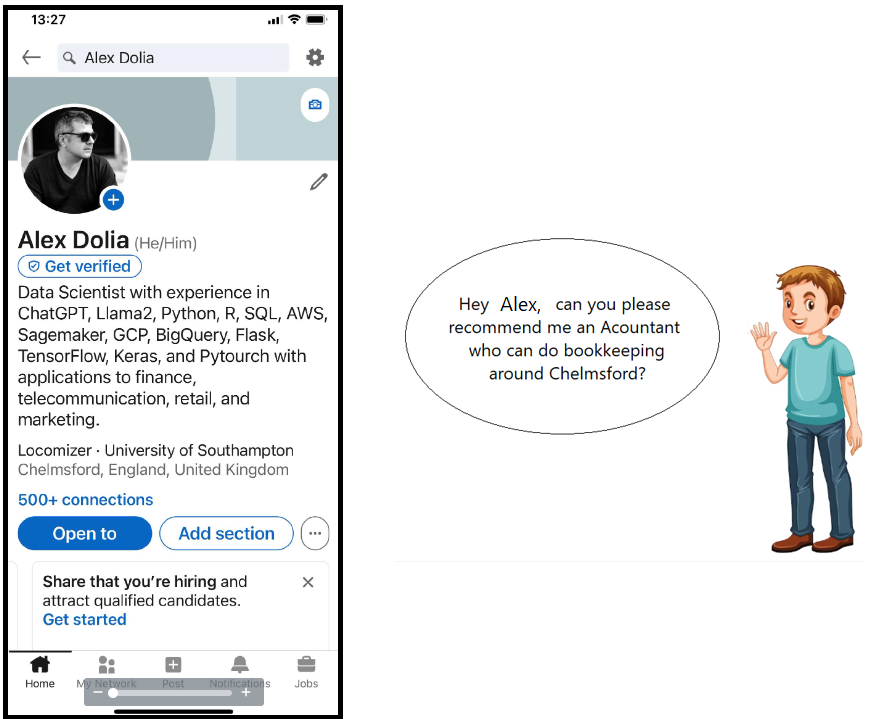 13:27
Alex Dolia
Alex Dolia (He/Him)
Get verified
Data Scientist with experience in
ChatGPT, Llama2, Python, R, SQL, AWS,
Sagemaker, GCP, BigQuery, Flask,
TensorFlow, Keras, and Pytourch with
applications to finance,
telecommunication, retail, and
marketing.
Locomizer · University of Southampton
Chelmsford, England, United Kingdom
500+ connections
Open to
Add section
Share that you're hiring and
attract qualified candidates.
Get started
Home My Network Post Notifications Jobs
Hey Alex, can you please
recommend me an Acountant
who can do bookkeeping
around Chelmsford?